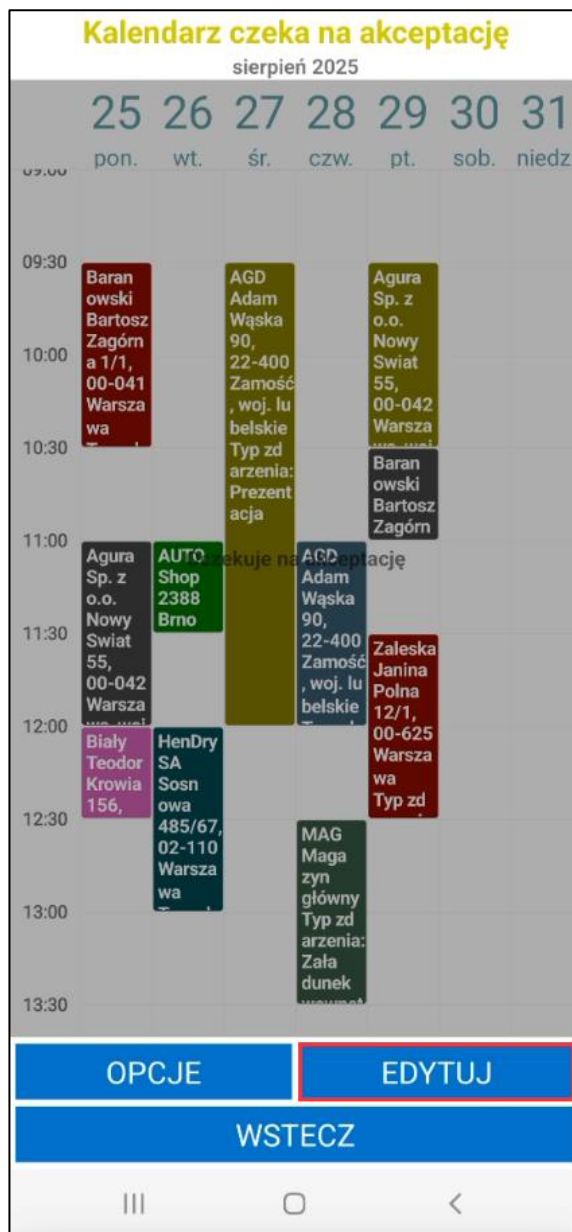 Kalendarz czeka na akceptację
sierpień 2025
25 26 27 28 29 30 31
pon. wt. śr. czw. pt. sob. niedz
09:00
09:30
Baran
owski
Bartosz
Zagórn
a 1/1,
00-041
Warsza
wa
AGD
Adam
Wąska
90,
22-400
Zamość
, woj. lu
belskie
Typ zd
arzenia:
Prezent
acja
Agura
Sp. z
o.o.
Nowy
Swiat
55,
00-042
Warsza
10:00
10:30
Baran
owski
Bartosz
Zagórn
11:00
Agura
Sp. z
o.o.
Nowy
Swiat
55,
00-042
Warsza
AUTO
Shop
2388
Brno
Oczekuje na akceptację
AGD
Adam
Wąska
90,
22-400
Zamość
, woj. lu
belskie
11:30
Zaleska
Janina
Polna
12/1,
00-625
Warsza
wa
Typ zd
12:00
Biały
Teodor
Krowia
156,
HenDry
SA
Sosn
owa
485/67,
02-110
Warsza
wa
12:30
MAG
Maga
zyn
główny
Typ zd
arzenia:
Zała
dunek
13:00
13:30
OPCJE EDYTUJ
WSTECZ